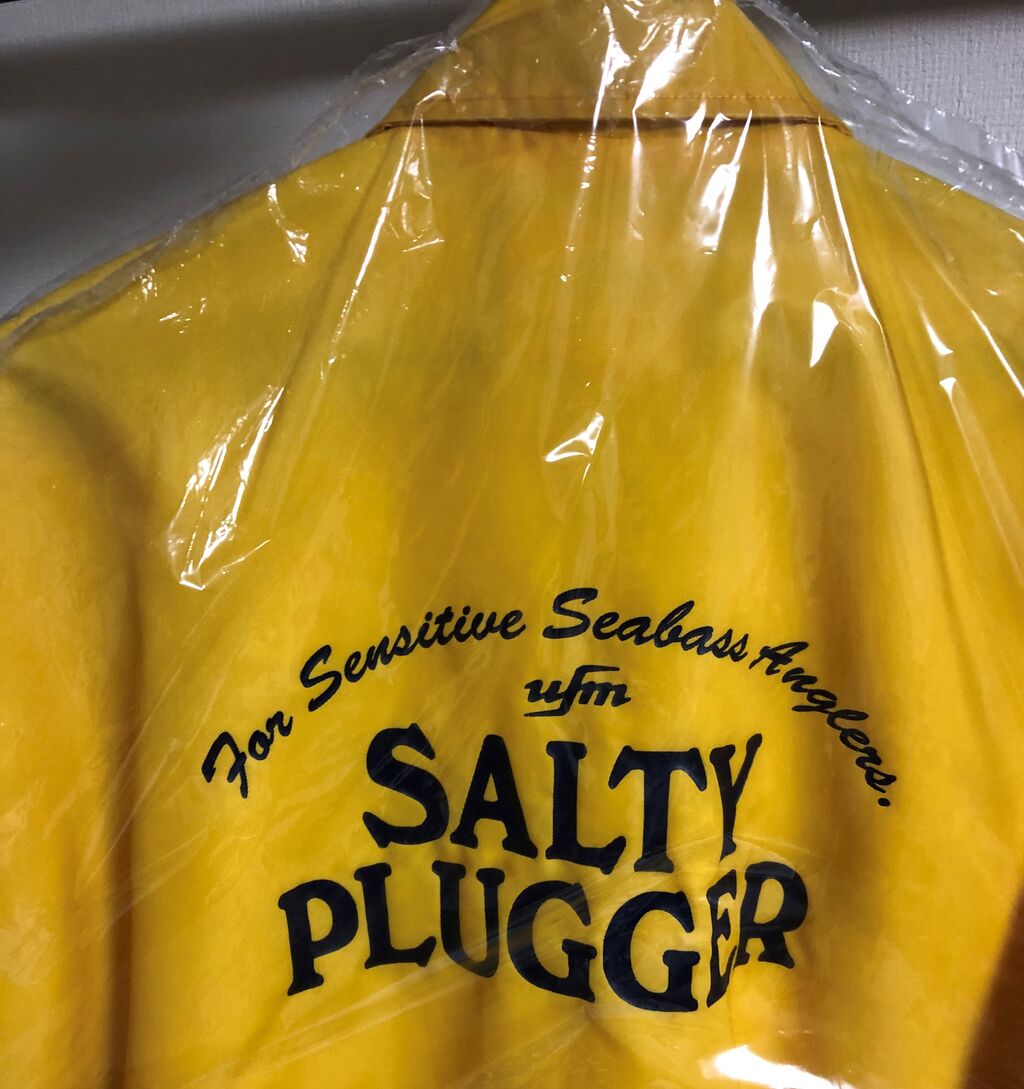 For Sensitive Seabass Anglers.
ufm
SALTY
PLUGGER